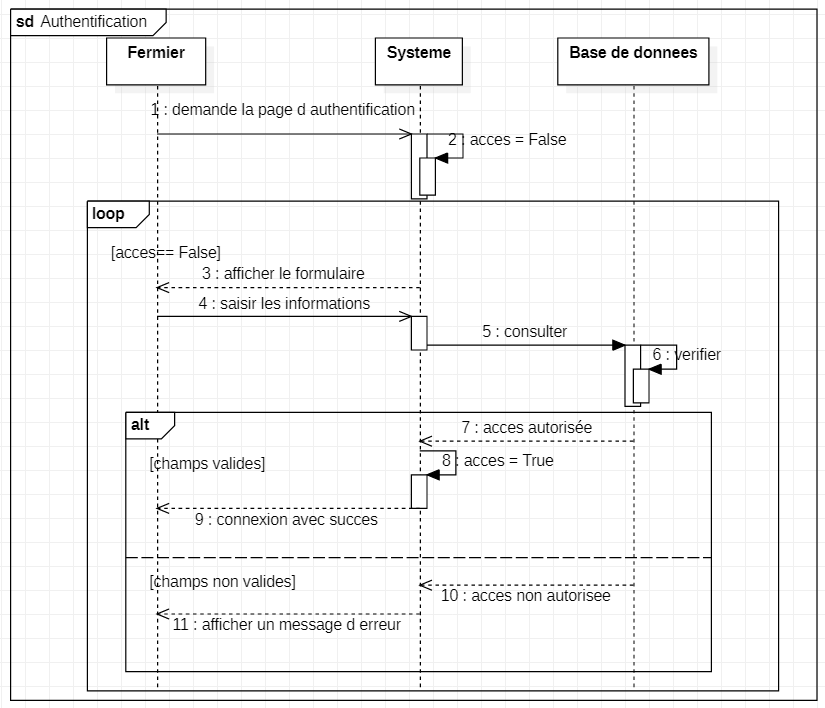 sd Authentification
Fermier
Systeme
Base de donnees
1 : demande la page d authentification
2 : acces = False
loop
[acces== False]
3 : afficher le formulaire
4 : saisir les informations
5 : consulter
6 : verifier
alt
7 : acces autorisée
[champs valides]
8 : acces = True
9 : connexion avec succes
[champs non valides]
10 : acces non autorisee
11 : afficher un message d erreur